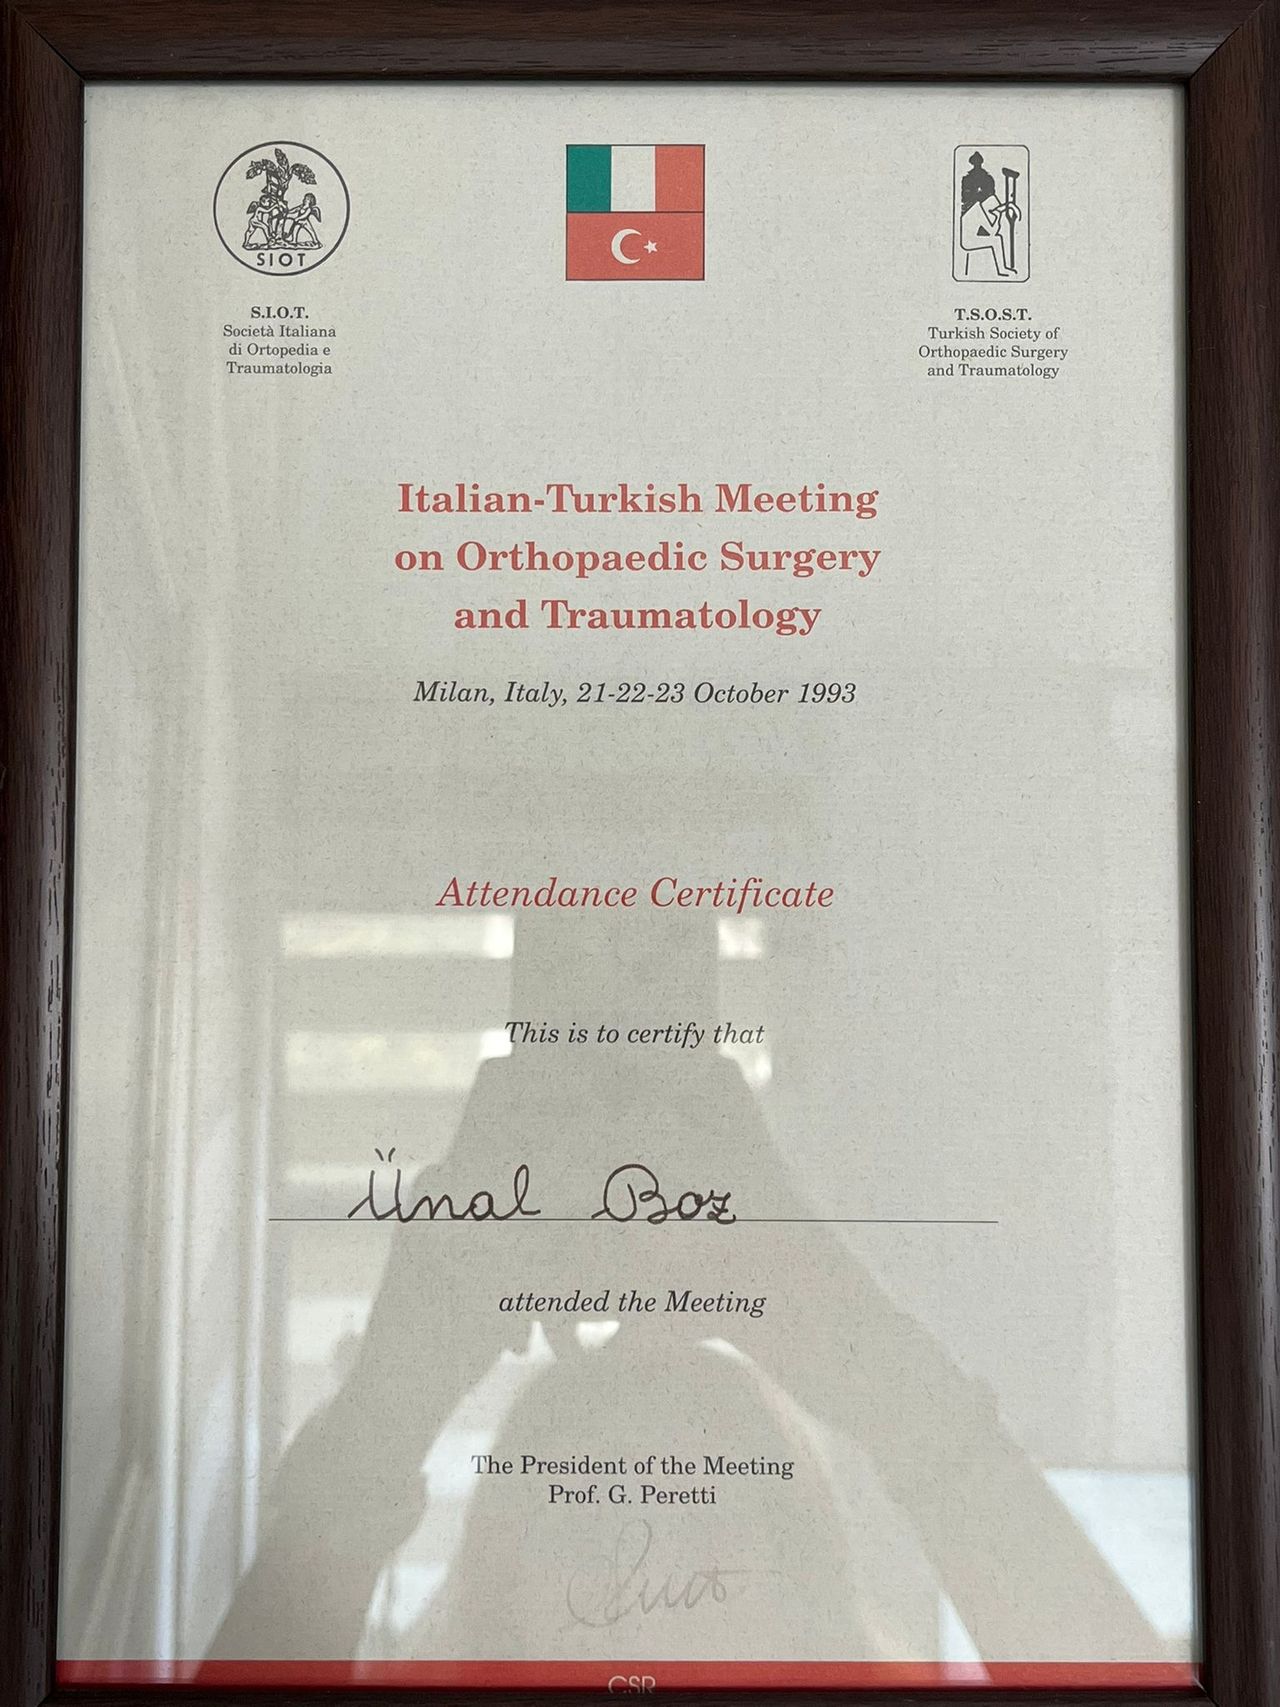 SIOT
S.I.O.T.
Società Italiana
di Ortopedia e
Traumatologia
T.S.O.S.T.
Turkish Society of
Orthopaedic Surgery
and Traumatology
Italian-Turkish Meeting
on Orthopaedic Surgery
and Traumatology
Milan, Italy, 21-22-23 October 1993
Attendance Certificate
This is to certify that
Ünal Boz
attended the Meeting
The President of the Meeting
Prof. G. Peretti
CSR